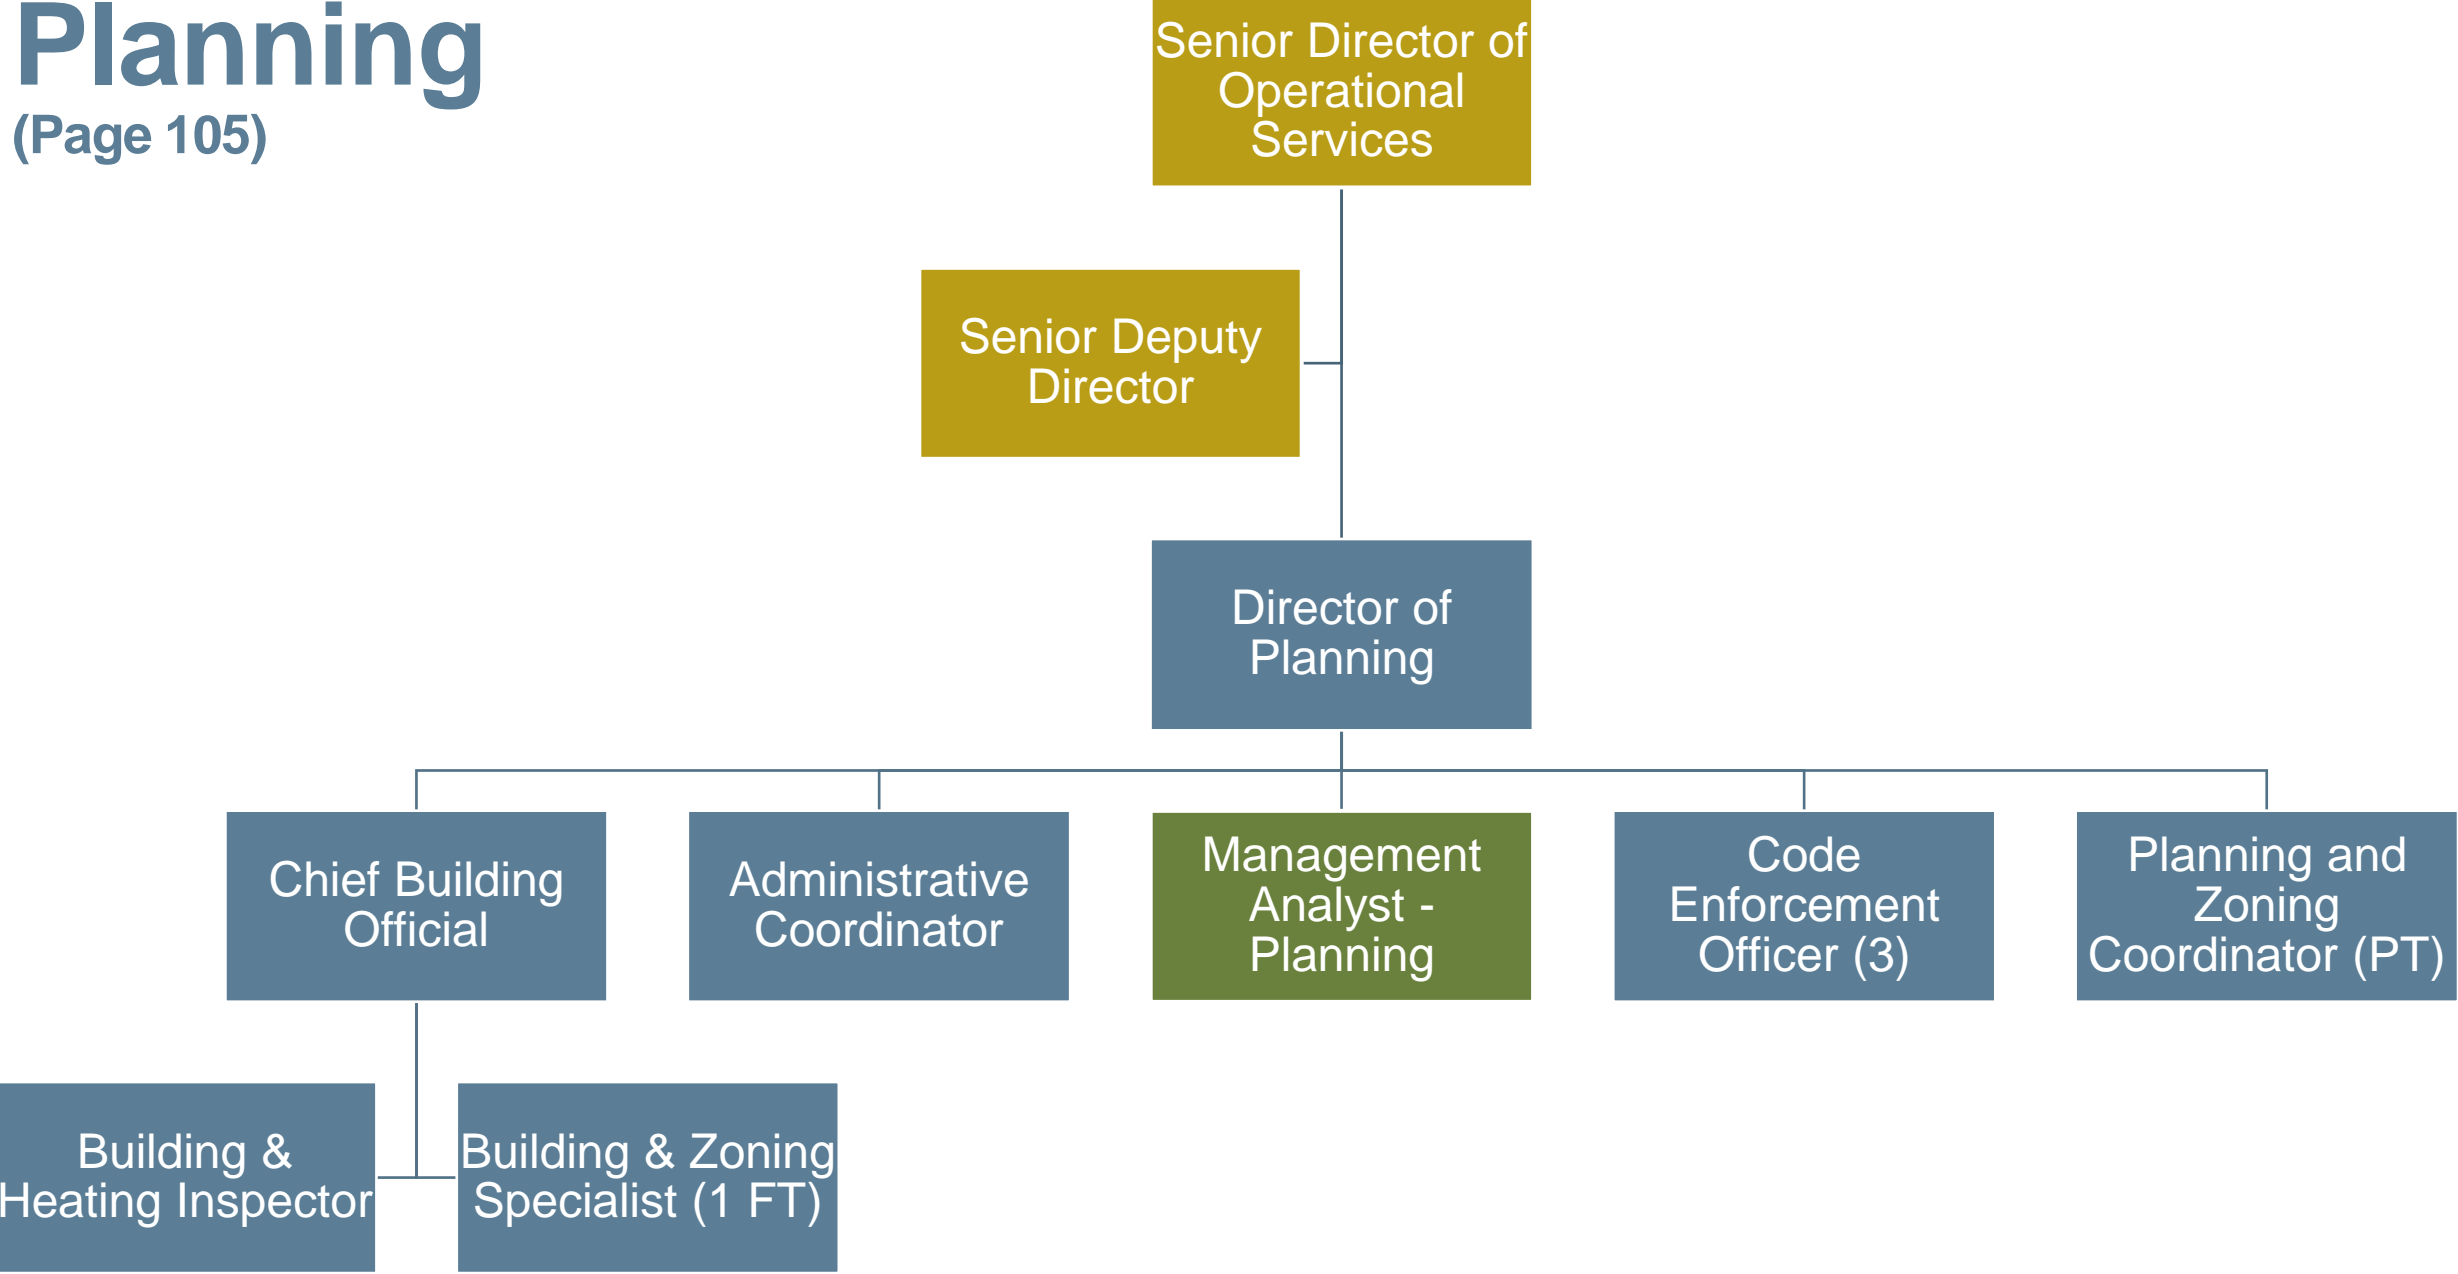 Planning
(Page 105)
Senior Director of
Operational
Services
Senior Deputy
Director
Director of
Planning
Chief Building
Official
Administrative
Coordinator
Management
Analyst -
Planning
Code
Enforcement
Officer (3)
Planning and
Zoning
Coordinator (PT)
Building &
Heating Inspector
Building & Zoning
Specialist (1 FT)